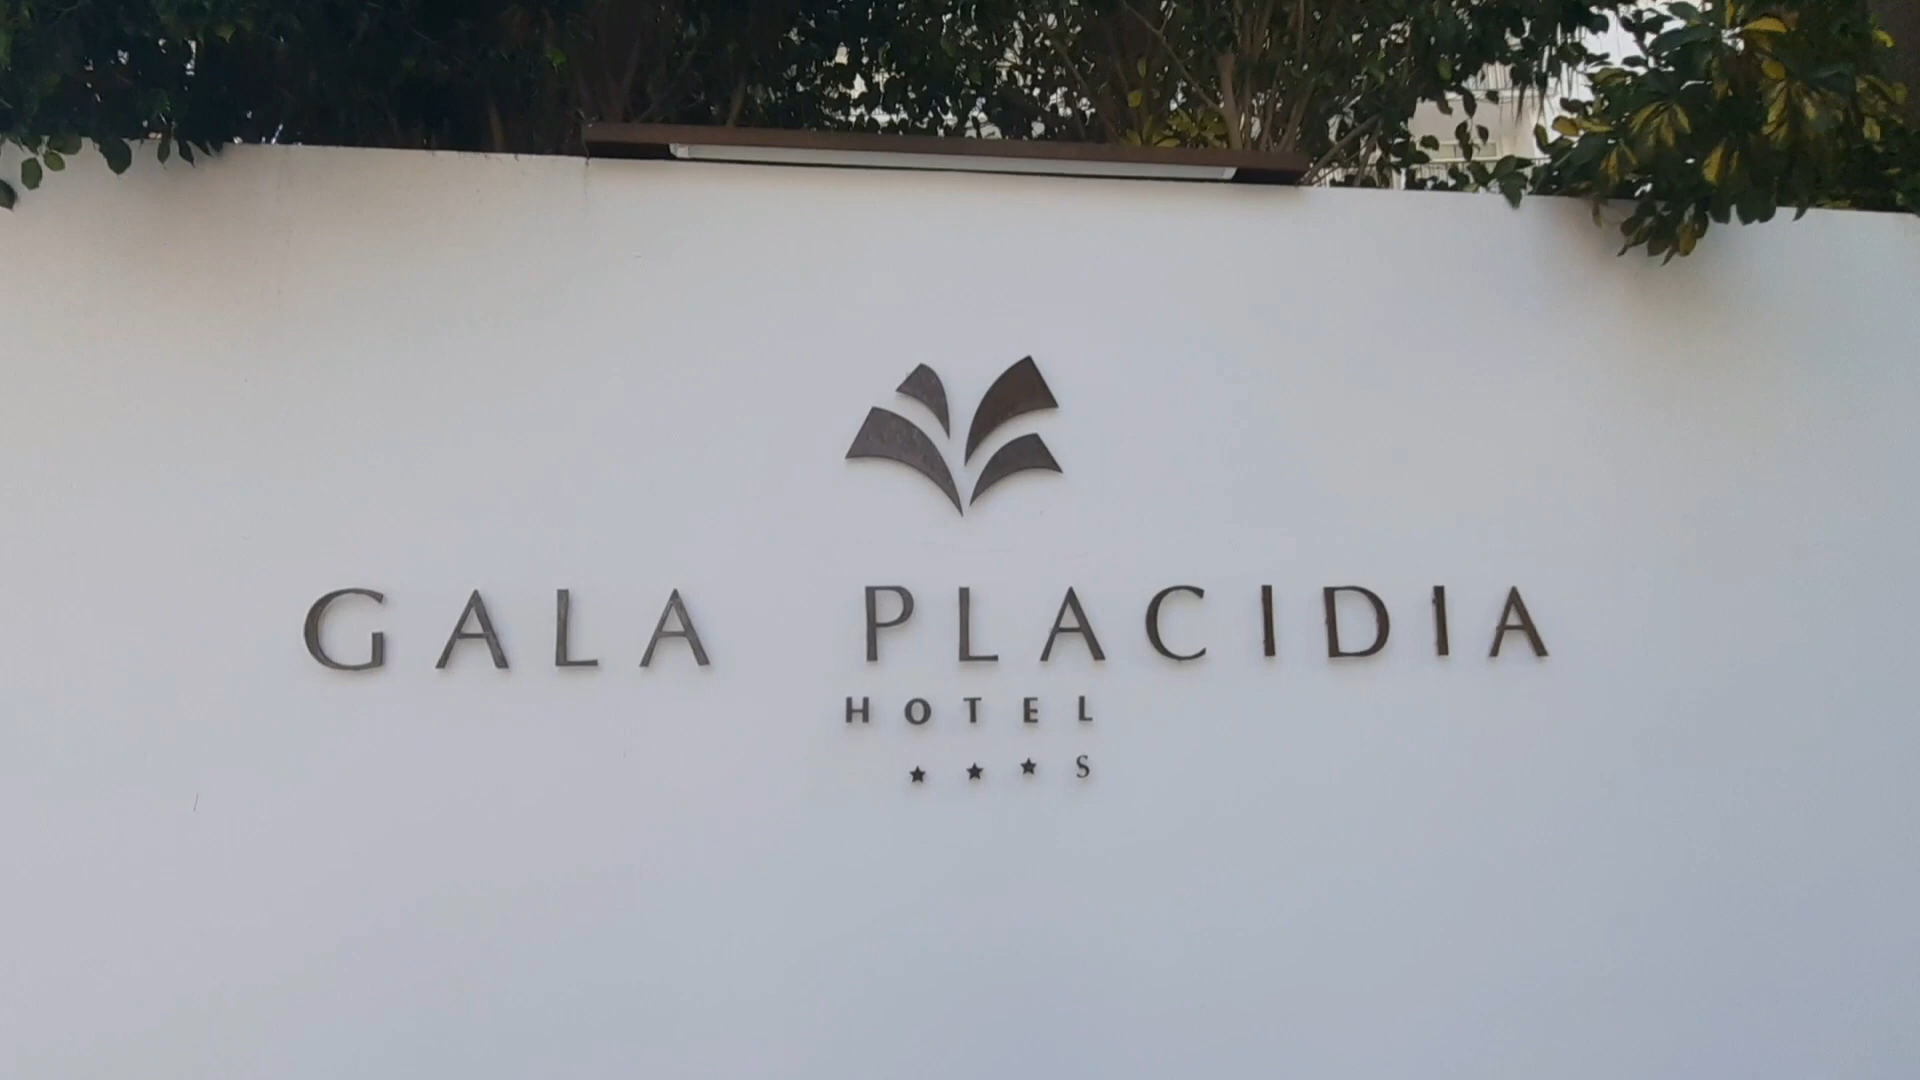 GALA PLACIDIA
HOTEL
★ ★ ★ S